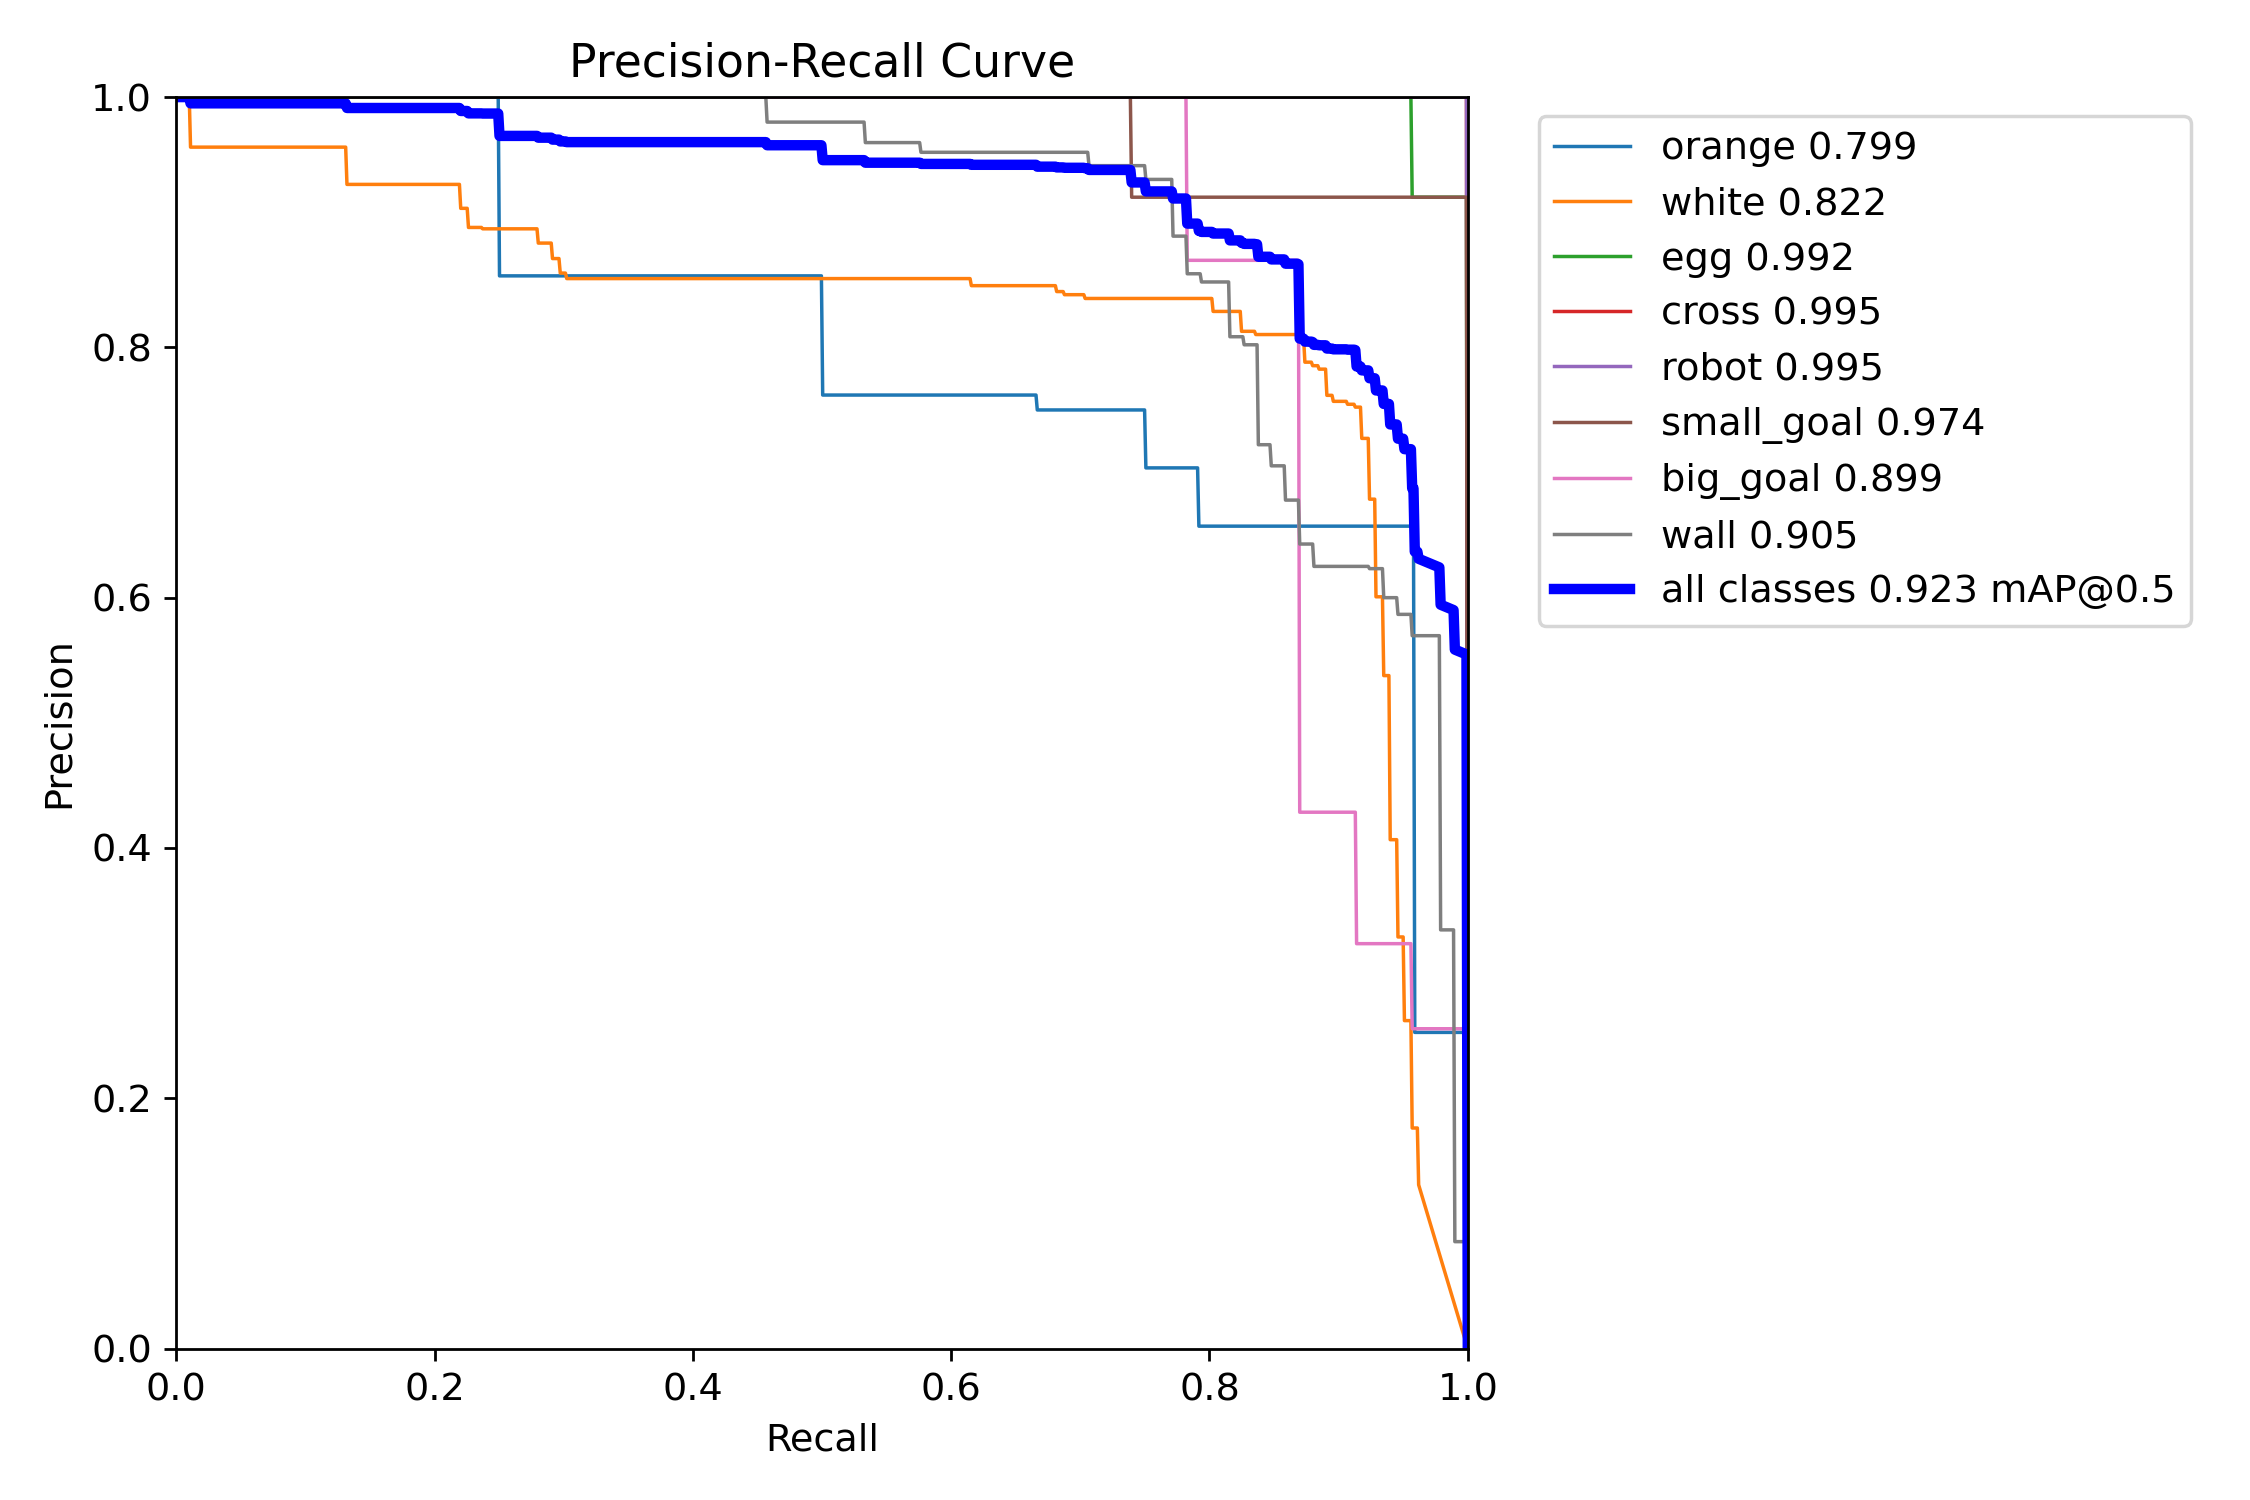 Precision-Recall Curve
1.0
0.8
0.6
0.4
0.2
0.0
Precision
0.0 0.2 0.4 0.6 0.8 1.0
Recall
orange 0.799
white 0.822
egg 0.992
cross 0.995
robot 0.995
small_goal 0.974
big_goal 0.899
wall 0.905
all classes 0.923 mAP@0.5